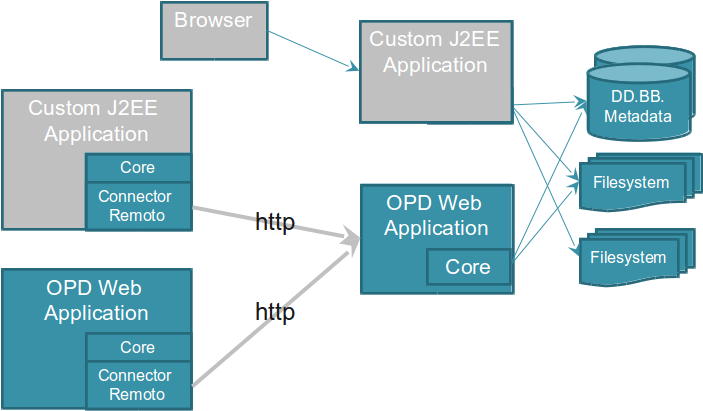 Browser
Custom J2EE
Application
DD.BB.
Metadata
Custom J2EE
Application
Core
Connector
Remoto
http
OPD Web
Application
Core
Filesystem
Filesystem
OPD Web
Application
Core
Connector
Remoto
http